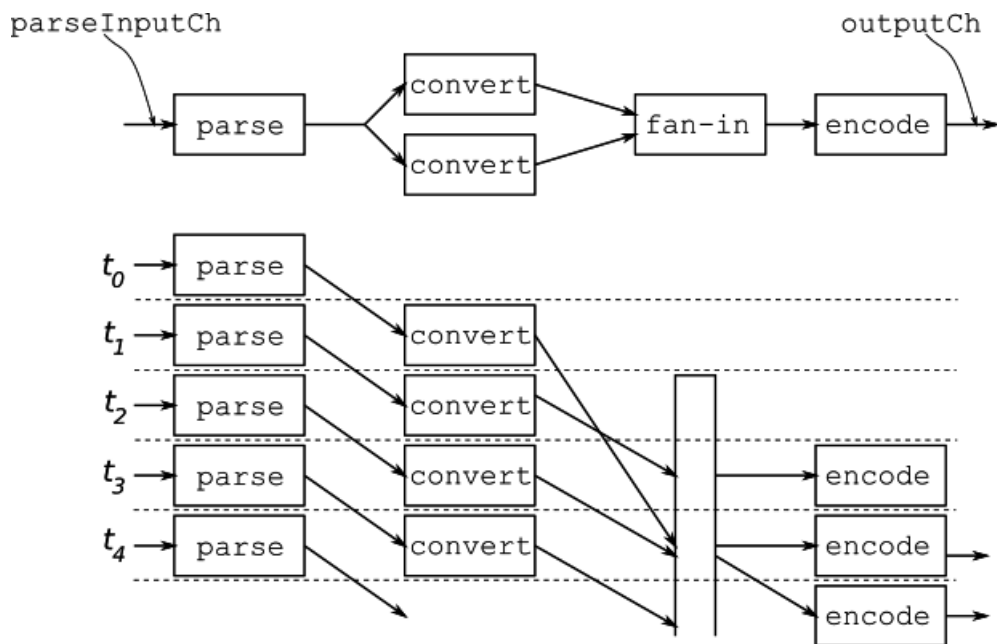 parseInputCh
outputCh
convert
parse
fan-in
encode
convert
t0
parse
t1
parse
convert
t2
parse
convert
t3
parse
convert
encode
t4
parse
convert
encode
encode